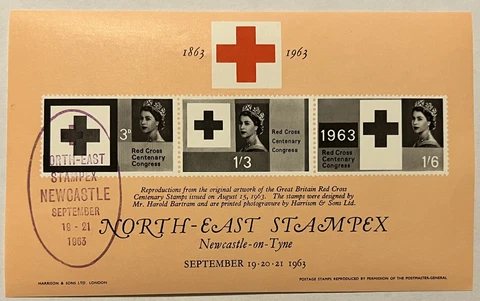 1863 1963
3D
Red Cross
Centenary
Congress
1'3
Red Cross
Centenary
Congress
1963
Red Cross
Centenary
Congress
1'6
ORTH-EAST
STAMPEX
NEWCASTLE
SEPTEMBER
19 - 21
1963
Reproductions from the original artwork of the Great Britain Red Cross
Centenary Stamps issued on August 15, 1963. The stamps were designed by
Mr. Harold Bartram and are printed photogravure by Harrison & Sons Ltd.
NORTH-EAST STAMPEX
Newcastle-on-Tyne
SEPTEMBER 19·20·21 1963
HARRISON & SONS LTD. LONDON
POSTAGE STAMPS REPRODUCED BY PERMISSION OF THE POSTMASTER-GENERAL